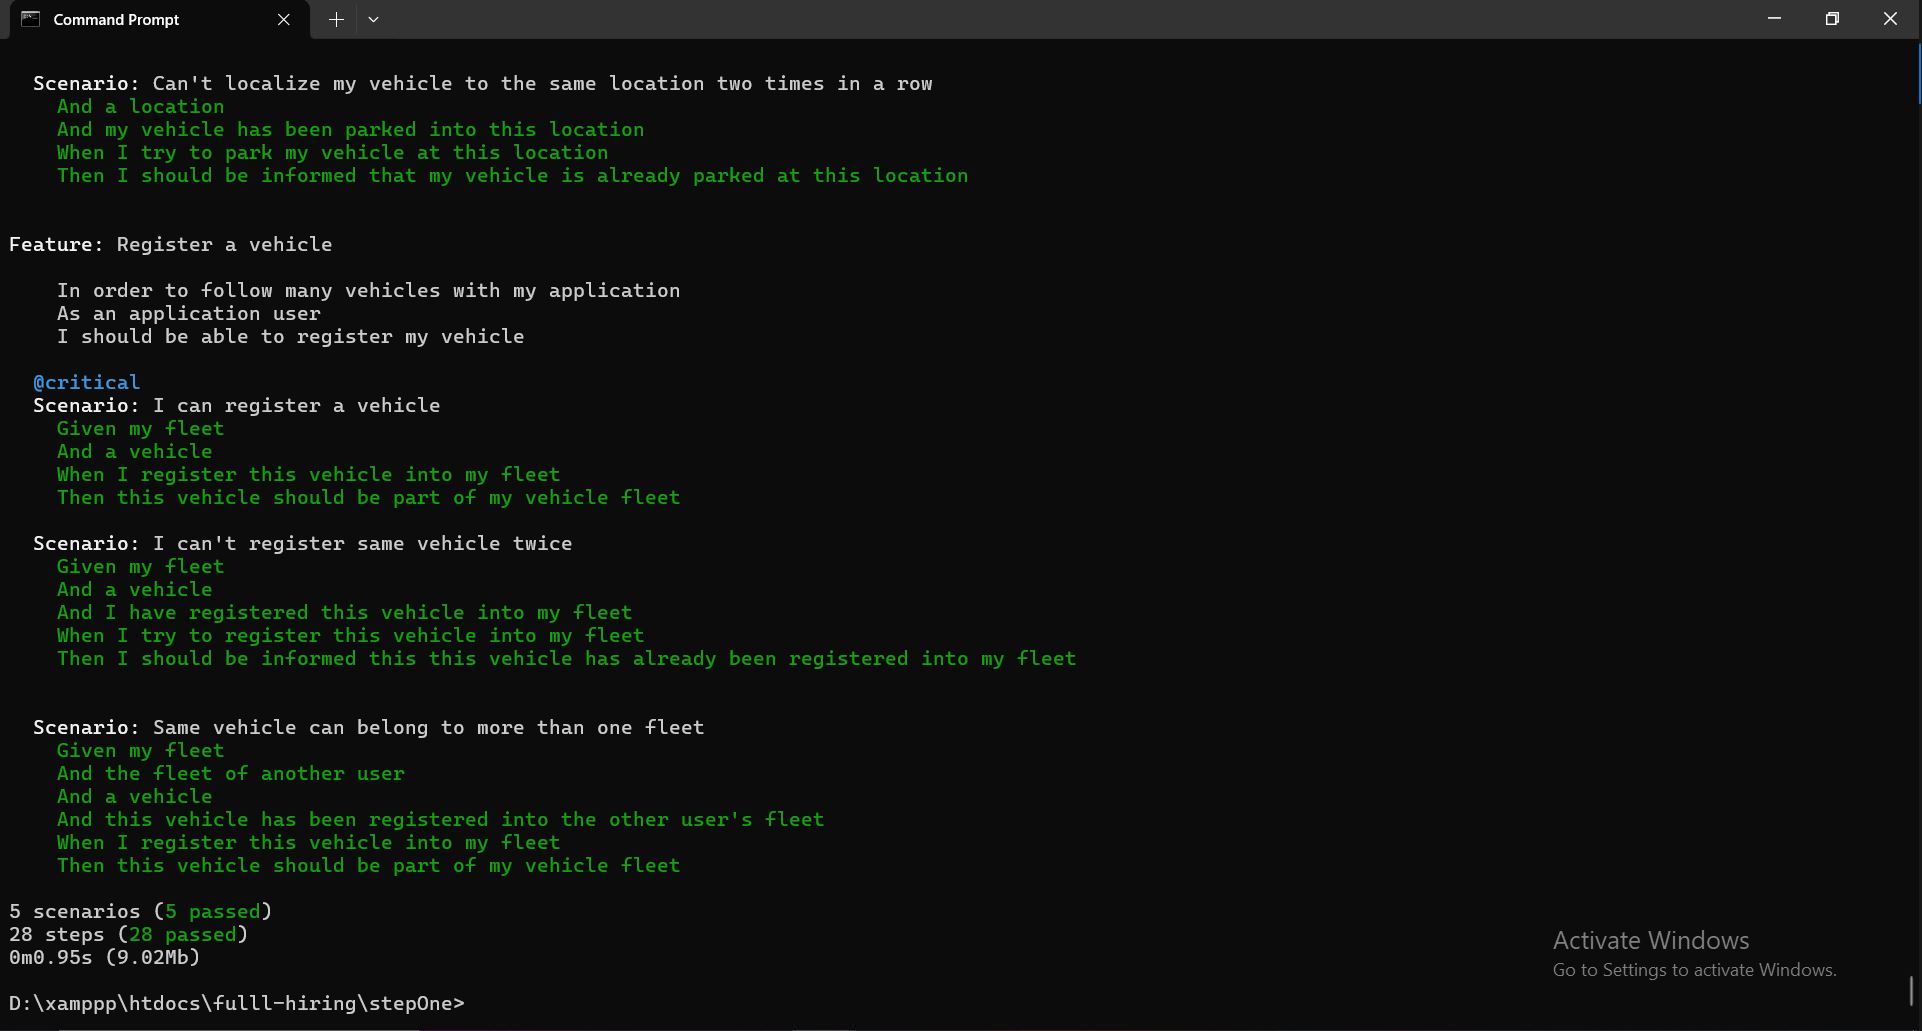 Command Prompt
Scenario: Can't localize my vehicle to the same location two times in a row
And a location
And my vehicle has been parked into this location
When I try to park my vehicle at this location
Then I should be informed that my vehicle is already parked at this location
Feature: Register a vehicle
In order to follow many vehicles with my application
As an application user
I should be able to register my vehicle
@critical
Scenario: I can register a vehicle
Given my fleet
And a vehicle
When I register this vehicle into my fleet
Then this vehicle should be part of my vehicle fleet
Scenario: I can't register same vehicle twice
Given my fleet
And a vehicle
And I have registered this vehicle into my fleet
When I try to register this vehicle into my fleet
Then I should be informed this this vehicle has already been registered into my fleet
Scenario: Same vehicle can belong to more than one fleet
Given my fleet
And the fleet of another user
And a vehicle
And this vehicle has been registered into the other user's fleet
When I register this vehicle into my fleet
Then this vehicle should be part of my vehicle fleet
5 scenarios (5 passed)
28 steps (28 passed)
0m0.95s (9.02Mb)
Activate Windows
Go to Settings to activate Windows.
D:\xamppp\htdocs\fulll-hiring\stepOne>